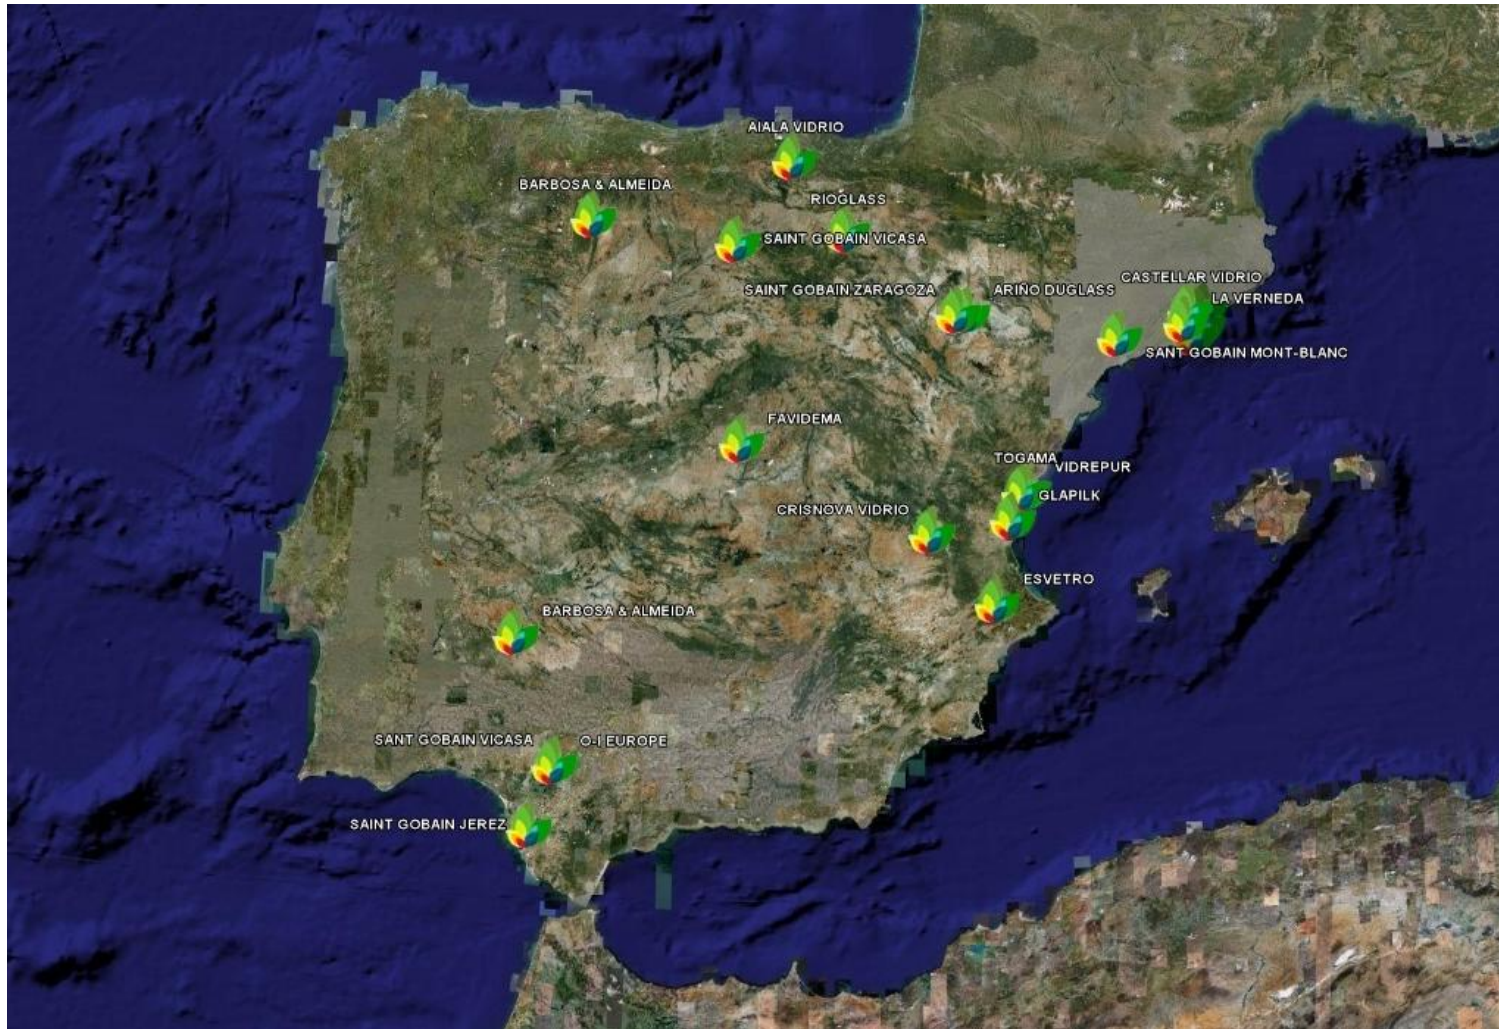 AIALA VIDRIO
BARBOSA & ALMEIDA
RIOGLASS
SAINT GOBAIN VICASA
CASTELLAR VIDRIO
SAINT GOBAIN ZARAGOZA
ARIÑO DUGLASS
LA VERNEDA
SANT GOBAIN MONT-BLANC
FAVIDEMA
TOGAMA
VIDREPUR
GLAPILK
CRISNOVA VIDRIO
ESVETRO
BARBOSA & ALMEIDA
SANT GOBAIN VICASA
O-I EUROPE
SAINT GOBAIN JEREZ